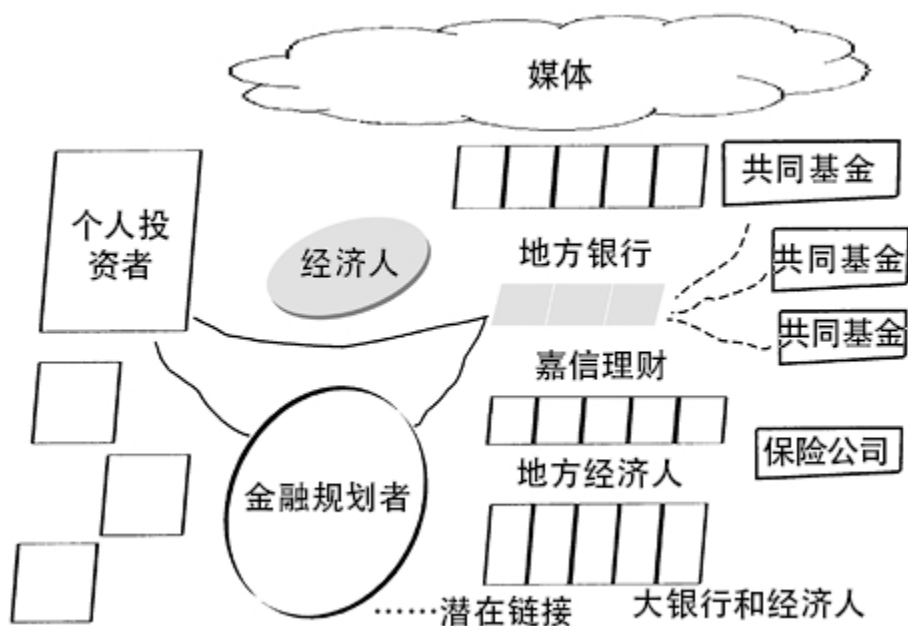 媒体
共同基金
个人投
资者
经济人
地方银行
共同基金
共同基金
嘉信理财
保险公司
地方经济人
金融规划者
……潜在链接
大银行和经济人